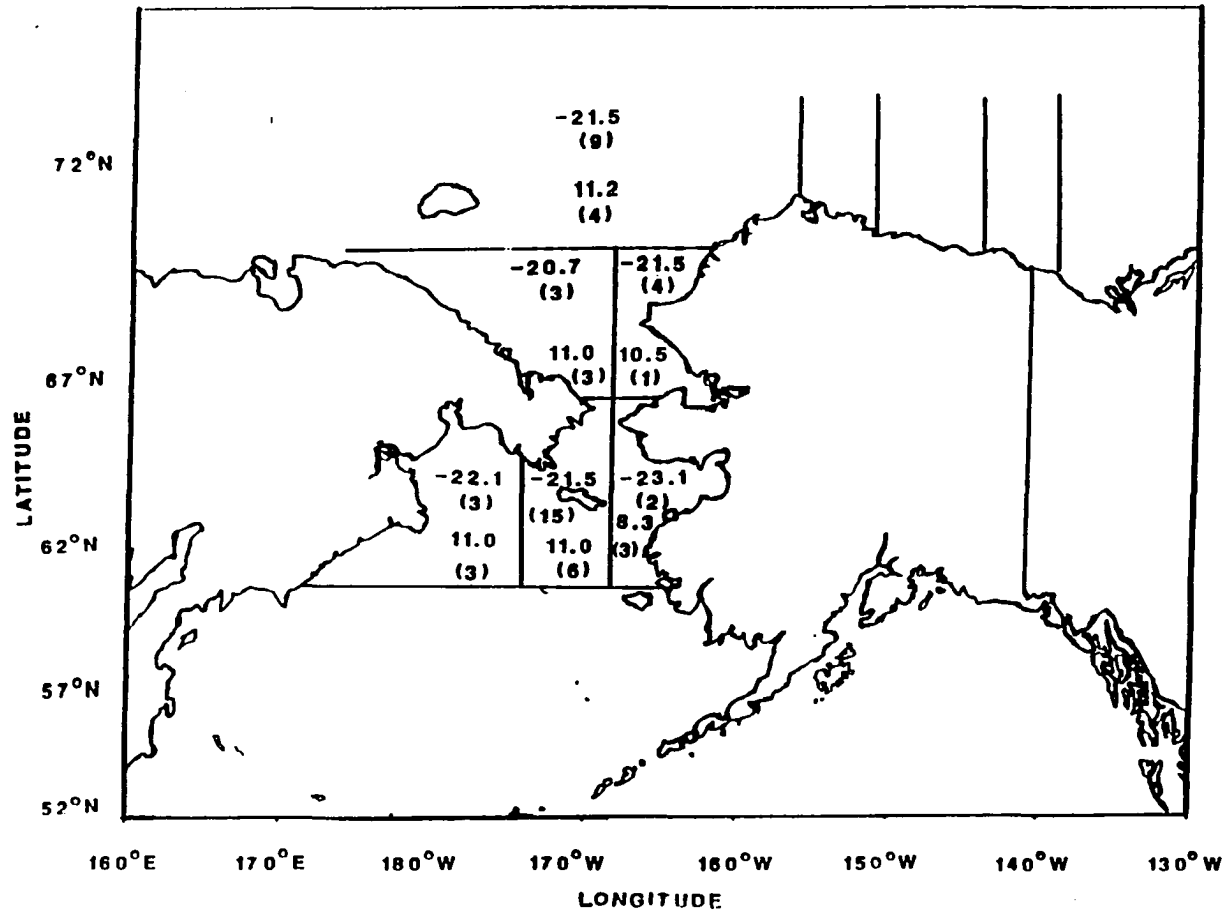 -21.5
(9)
72°N
11.2
(4)
-20.7
(3)
-21.5
(4)
11.0
(3)
10.5
(1)
67°N
LATITUDE
-22.1
(3)
-21.5
(15)
-23.1
(2)
8.3
(3)
62°N
11.0
(3)
11.0
(6)
57°N
52°N
160°E
170°E
180°W
170°W
160°W
150°W
140°W
130°W
LONGITUDE